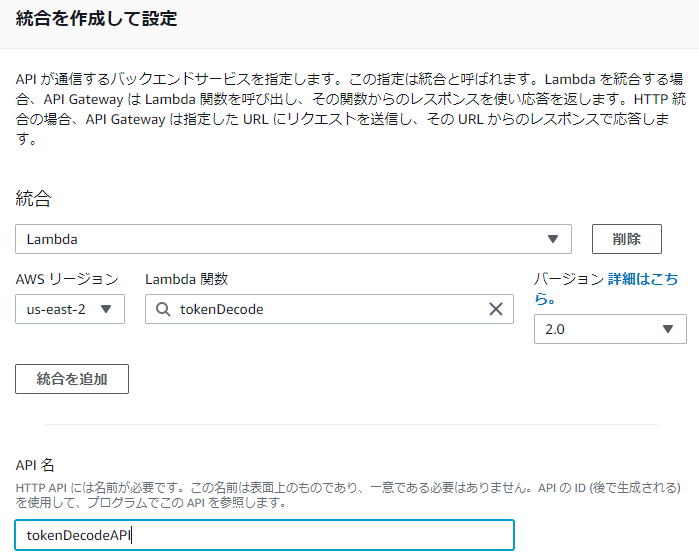 統合を作成して設定
API が通信するバックエンドサービスを指定します。この指定は統合と呼ばれます。Lambda を統合する場
合、API Gateway は Lambda 関数を呼び出し、その関数からのレスポンスを使い応答を返します。HTTP 統
合の場合、API Gateway は指定した URL にリクエストを送信し、その URL からのレスポンスで応答しま
す。
統合
Lambda
削除
AWS リージョン
Lambda 関数
バージョン 詳細はこち
ら。
us-east-2
tokenDecode
2.0
統合を追加
API 名
HTTP API には名前が必要です。この名前は表面上のものであり、一意である必要はありません。API の ID (後で生成される)
を使用して、プログラムでこの API を参照します。
tokenDecodeAPI